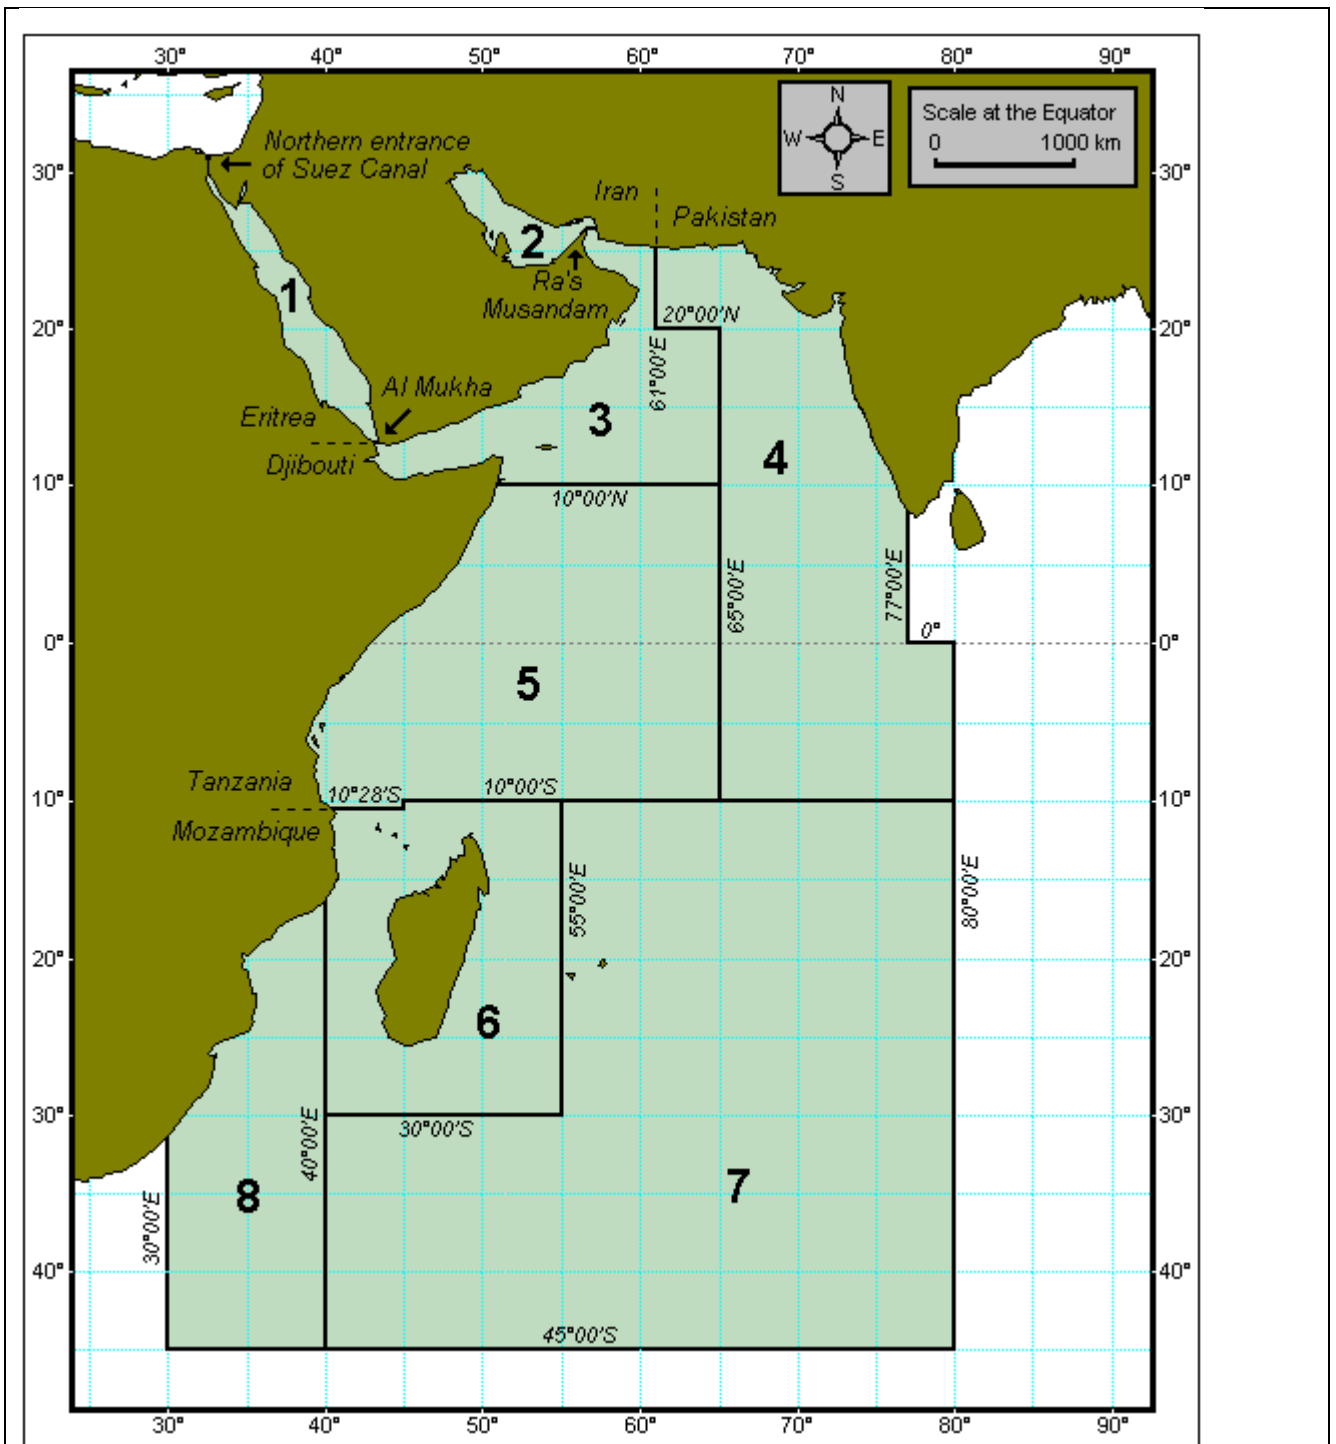 30° 40° 50° 60° 70° 80° 90°
N
W E
S
Scale at the Equator
0 1000 km
Northern entrance
of Suez Canal
30° 30°
Iran
Pakistan
2
Ra's
Musandam
1
20°00'N
20° 20°
61°00'E
Al Mukha
Eritrea
3
Djibouti
4
10° 10°
10°00'N
65°00'E
77°00'E
0°
0° 0°
5
Tanzania
10°28'S
10°00'S
10° 10°
Mozambique
55°00'E
80°00'E
20° 20°
6
30° 30°
30°00'S
40°00'E
7
8
30°00'E
40° 40°
45°00'S
30° 40° 50° 60° 70° 80° 90°